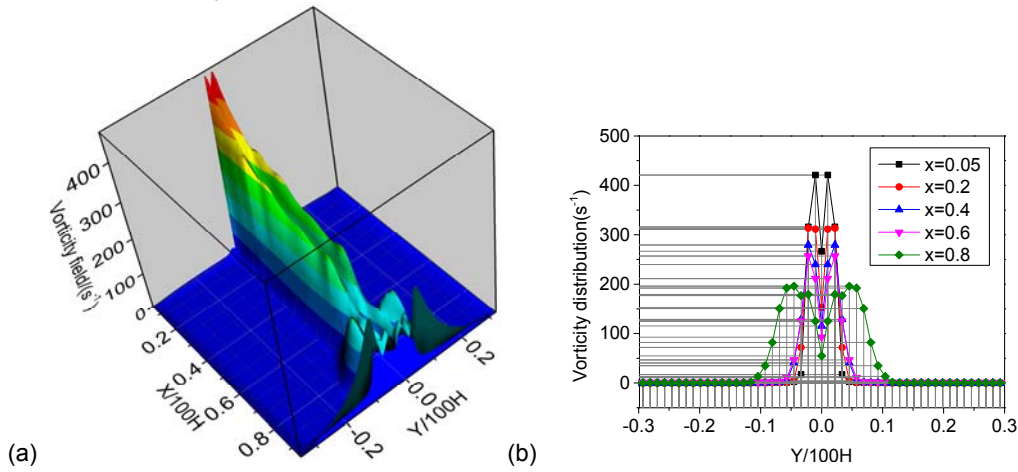 400
300
200
100
0
Vorticity field/(s⁻¹)
0.2
0.4
0.6
0.8
X/100H
-0.2
0.0
0.2
-0.2
Y/100H
(a)
500
400
300
200
100
0
Vorticity distribution(s⁻¹)
x=0.05
x=0.2
x=0.4
x=0.6
x=0.8
-0.3 -0.2 -0.1 0.0 0.1 0.2 0.3
Y/100H
(b)